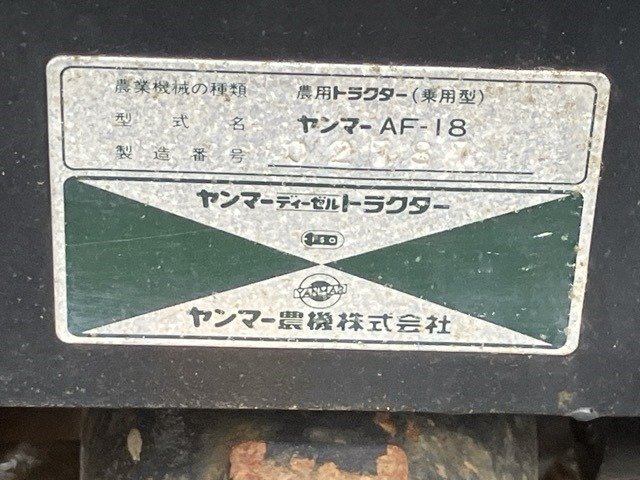 農業機械の種類 農用トラクター(乗用型)
型式名 ヤンマー AF-18
製造番号
ヤンマーディーゼルトラクター
YANMAR
ヤンマー農機株式会社